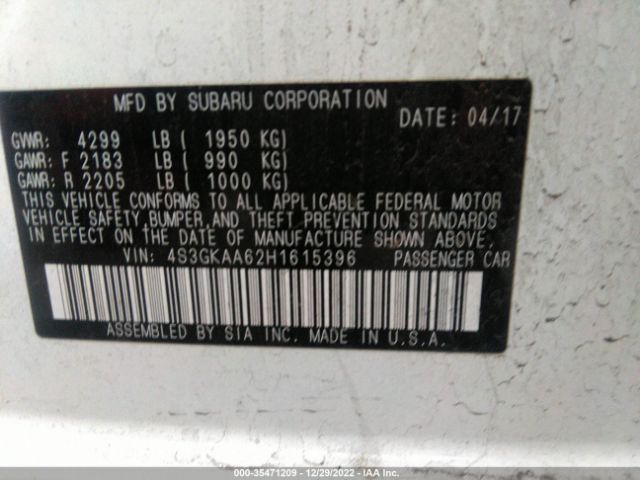 MFD BY SUBARU CORPORATION
DATE: 04/17
GVWR: 4299 LB ( 1950 KG)
GAWR: F 2183 LB ( 990 KG)
GAWR: R 2205 LB ( 1000 KG)
THIS VEHICLE CONFORMS TO ALL APPLICABLE FEDERAL MOTOR
VEHICLE SAFETY,BUMPER,AND THEFT PREVENTION STANDARDS
IN EFFECT ON THE DATE OF MANUFACTURE SHOWN ABOVE.
VIN: 4S3GKAA62H1615396 PASSENGER CAR
ASSEMBLED BY SIA INC. MADE IN U.S.A.
000-35471209 - 12/29/2022 - IAA Inc.